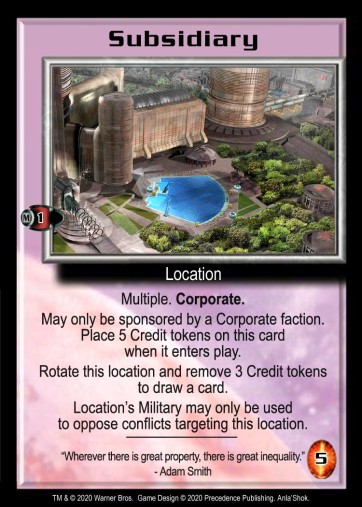 Subsidiary
M 1
Location
Multiple. Corporate.
May only be sponsored by a Corporate faction.
Place 5 Credit tokens on this card
when it enters play.
Rotate this location and remove 3 Credit tokens
to draw a card.
Location's Military may only be used
to oppose conflicts targeting this location.
"Wherever there is great property, there is great inequality."
- Adam Smith
5
TM & © 2020 Warner Bros. Game Design © 2020 Precedence Publishing. Anla'Shok.